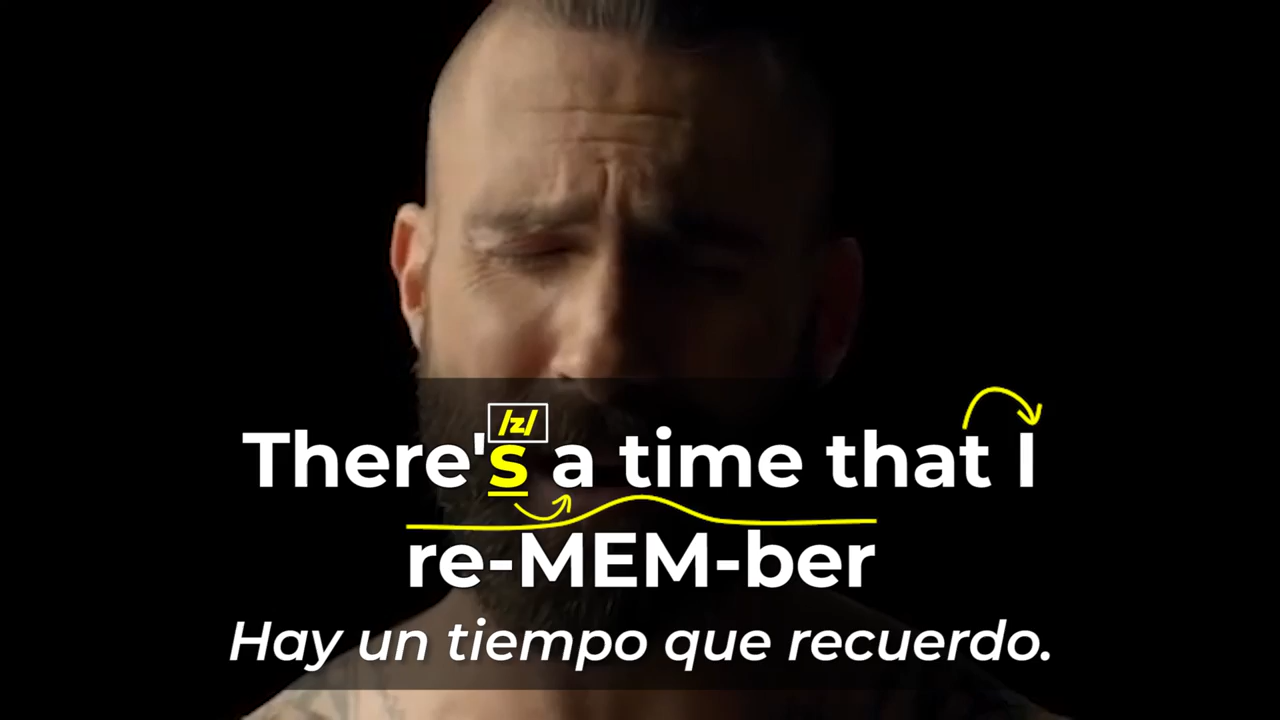 /z/
There's a time that I
re-MEM-ber
Hay un tiempo que recuerdo.